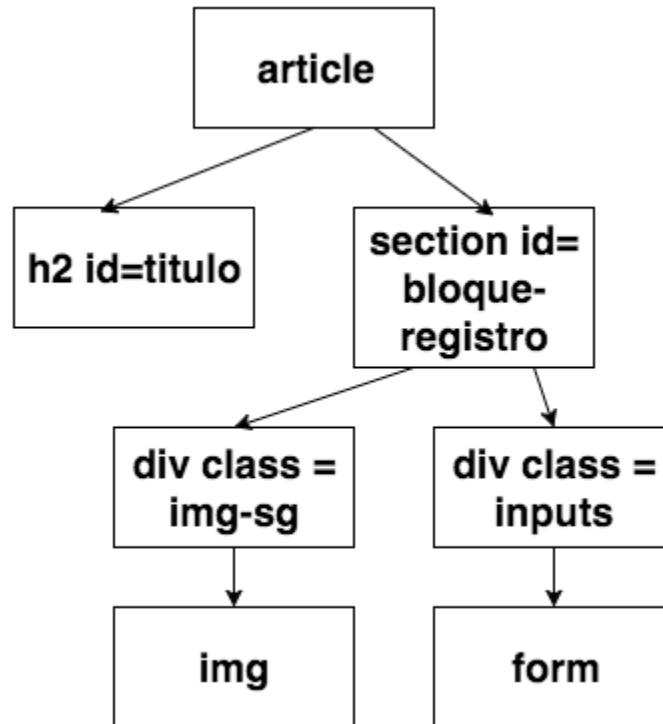 article
h2 id=titulo
section id=
bloque-
registro
div class =
img-sg
div class =
inputs
img
form